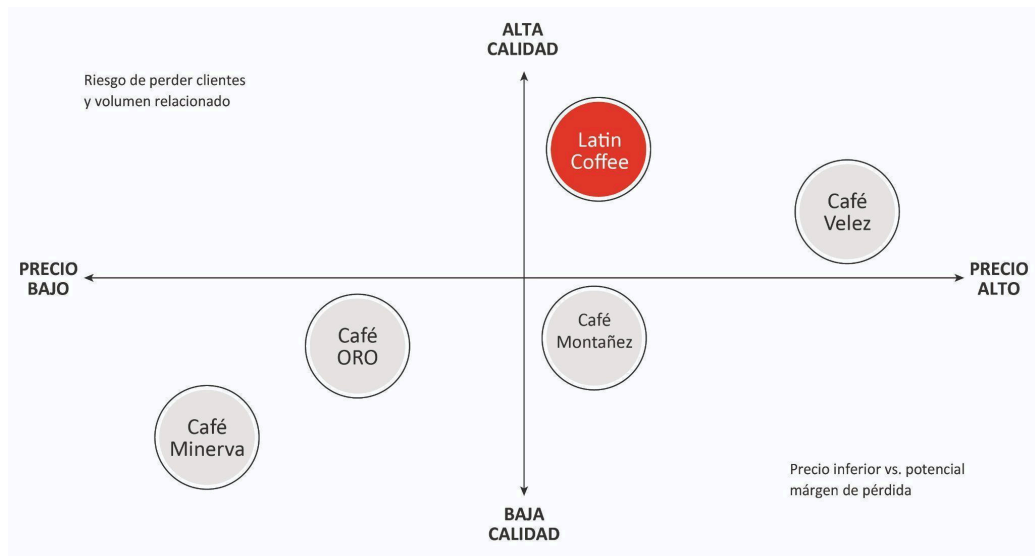 ALTA
CALIDAD
Riesgo de perder clientes
y volumen relacionado
Latin
Coffee
Café
Velez
PRECIO
BAJO
PRECIO
ALTO
Café
ORO
Café
Montañez
Café
Minerva
Precio inferior vs. potencial
márgen de pérdida
BAJA
CALIDAD